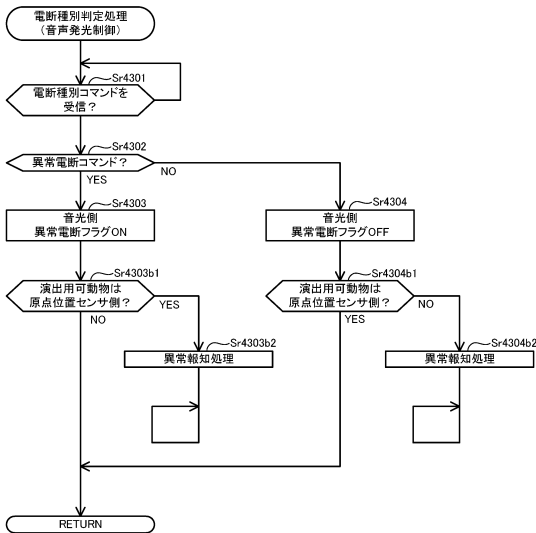 電断種別判定処理
（音声発光制御）
Sr4301
電断種別コマンドを
受信？
Sr4302
異常電断コマンド？
NO
YES
Sr4303
音光側
異常電断フラグON
Sr4304
音光側
異常電断フラグOFF
Sr4303b1
演出用可動物は
原点位置センサ側？
YES
NO
Sr4304b1
演出用可動物は
原点位置センサ側？
NO
YES
Sr4303b2
異常報知処理
Sr4304b2
異常報知処理
RETURN